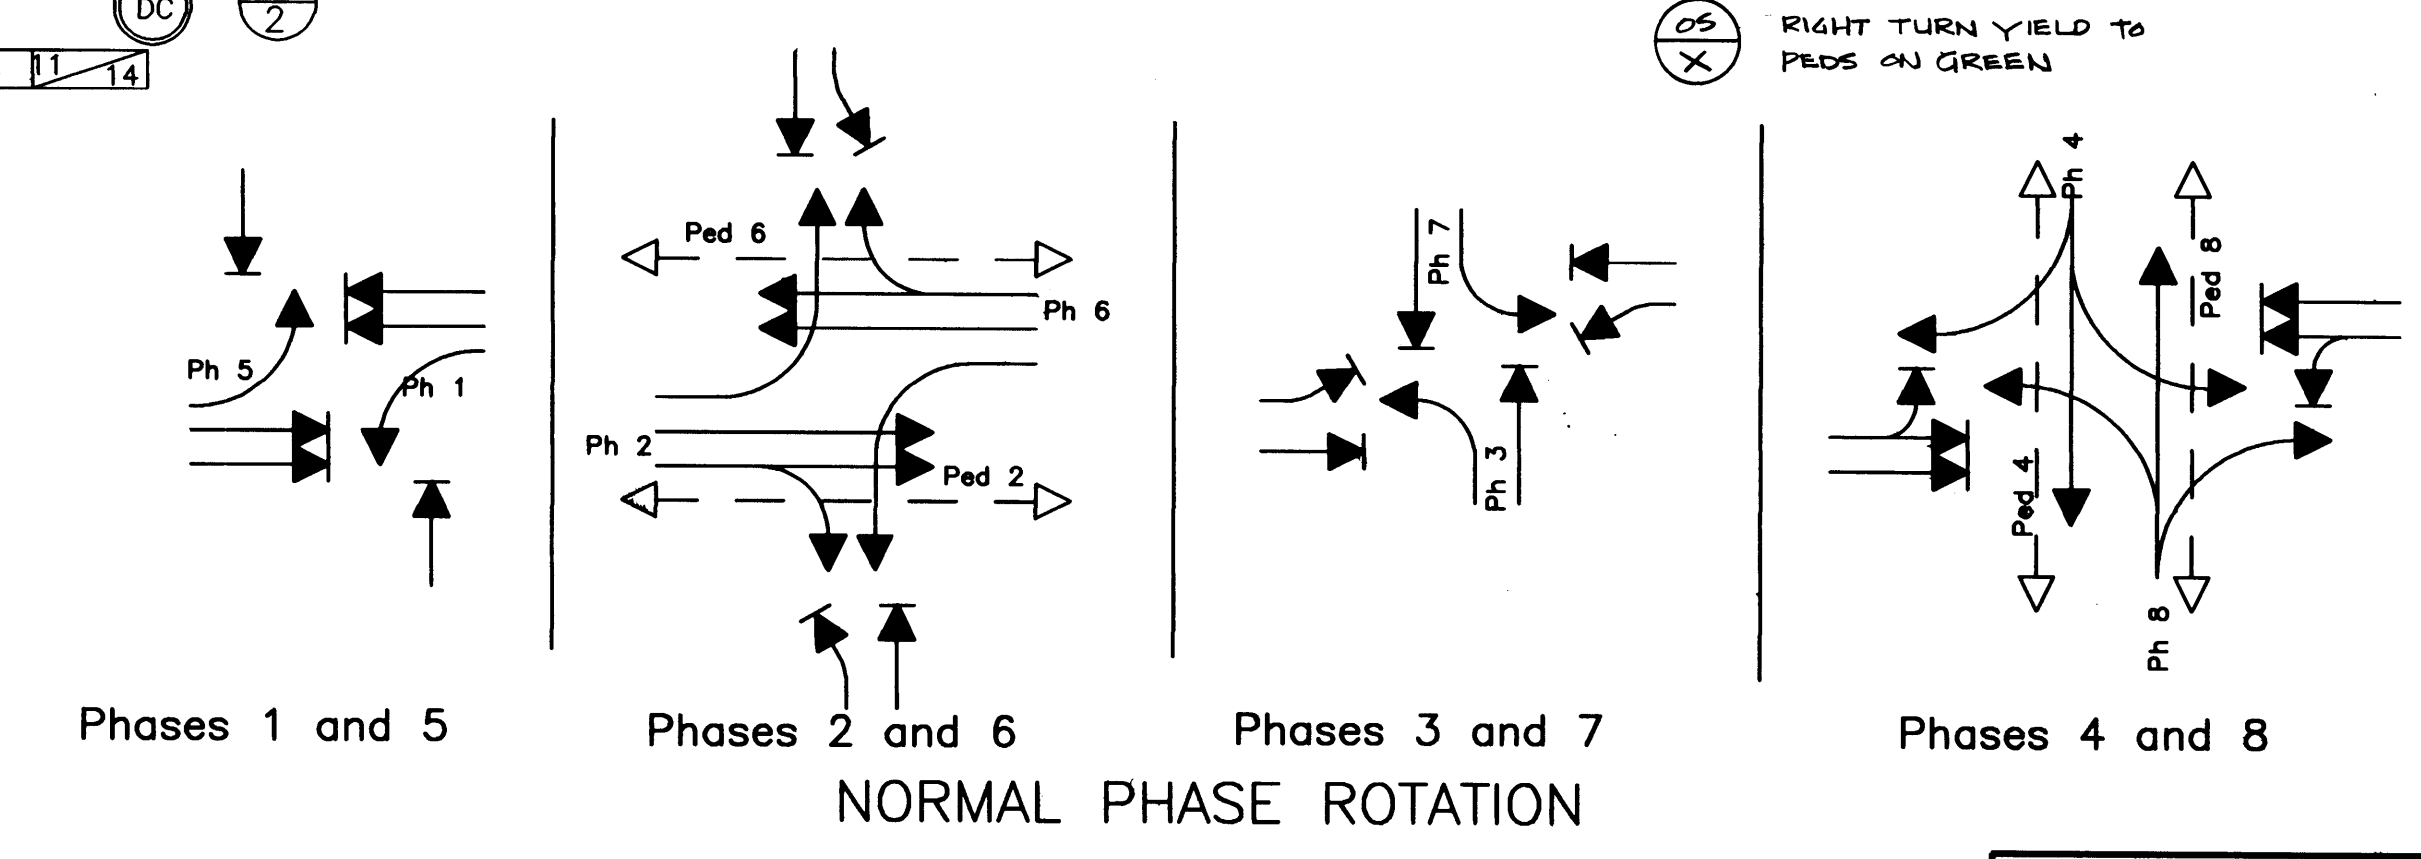 DC
2
11
14
OS
X
RIGHT TURN YIELD TO
PEDS ON GREEN
Ph 5
Ph 1
Ped 6
Ph 6
Ph 2
Ped 2
Ph 7
Ph 3
Ph 4
Ped 8
Ped 4
Ph 8
Phases 1 and 5
Phases 2 and 6
Phases 3 and 7
Phases 4 and 8
NORMAL PHASE ROTATION